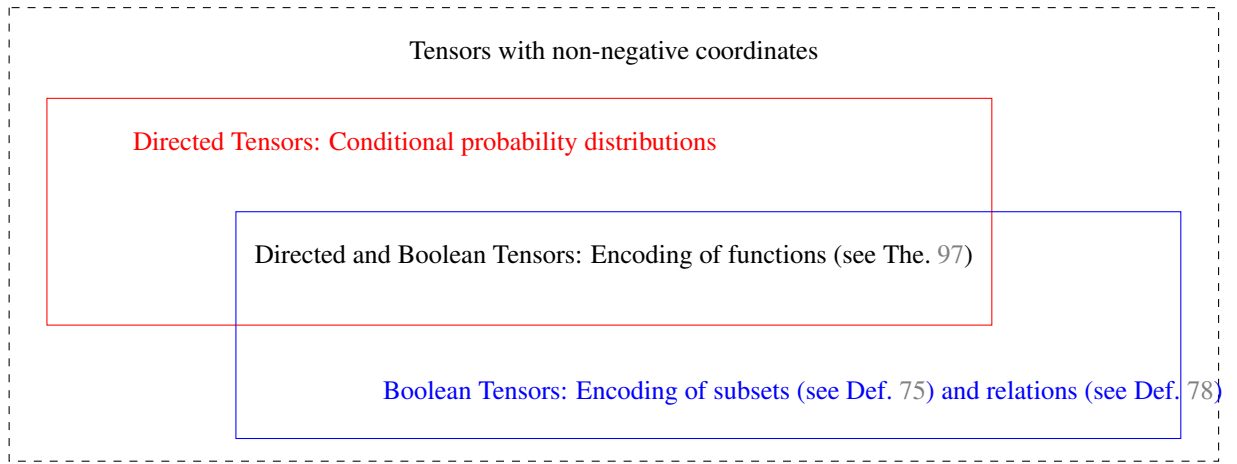 Tensors with non-negative coordinates
Directed Tensors: Conditional probability distributions
Directed and Boolean Tensors: Encoding of functions (see The. 97)
Boolean Tensors: Encoding of subsets (see Def. 75) and relations (see Def. 78)